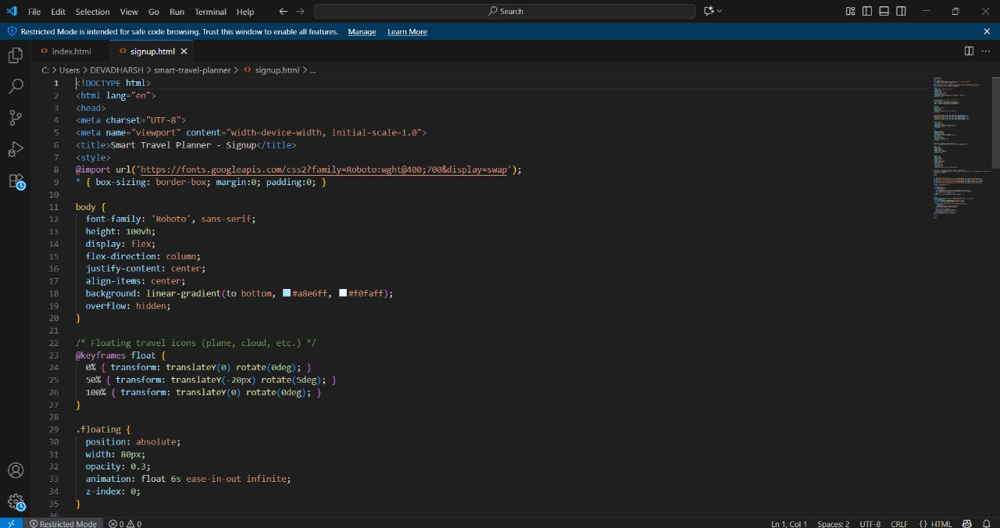 File Edit Selection View Go Run Terminal Help Search
Restricted Mode is intended for safe code browsing. Trust this window to enable all features. Manage Learn More
index.html signup.html
C: > Users > DEVADHARSH > smart-travel-planner > signup.html > ...
1 <!DOCTYPE html>
2 <html lang="en">
3 <head>
4 <meta charset="UTF-8">
5 <meta name="viewport" content="width=device-width, initial-scale=1.0">
6 <title>Smart Travel Planner - Signup</title>
7 <style>
8 @import url('https://fonts.googleapis.com/css2?family=Roboto:wght@400;700&display=swap');
9 * { box-sizing: border-box; margin:0; padding:0; }
10
11 body {
12 font-family: 'Roboto', sans-serif;
13 height: 100vh;
14 display: flex;
15 flex-direction: column;
16 justify-content: center;
17 align-items: center;
18 background: linear-gradient(to bottom, #a8e6ff, #f0faff);
19 overflow: hidden;
20 }
21
22 /* Floating travel icons (plane, cloud, etc.) */
23 @keyframes float {
24 0% { transform: translateY(0) rotate(0deg); }
25 50% { transform: translateY(-20px) rotate(5deg); }
26 100% { transform: translateY(0) rotate(0deg); }
27 }
28
29 .floating {
30 position: absolute;
31 width: 80px;
32 opacity: 0.3;
33 animation: float 6s ease-in-out infinite;
34 z-index: 0;
35 }
36
Restricted Mode 0 0 Ln 1, Col 1 Spaces: 2 UTF-8 CRLF {} HTML